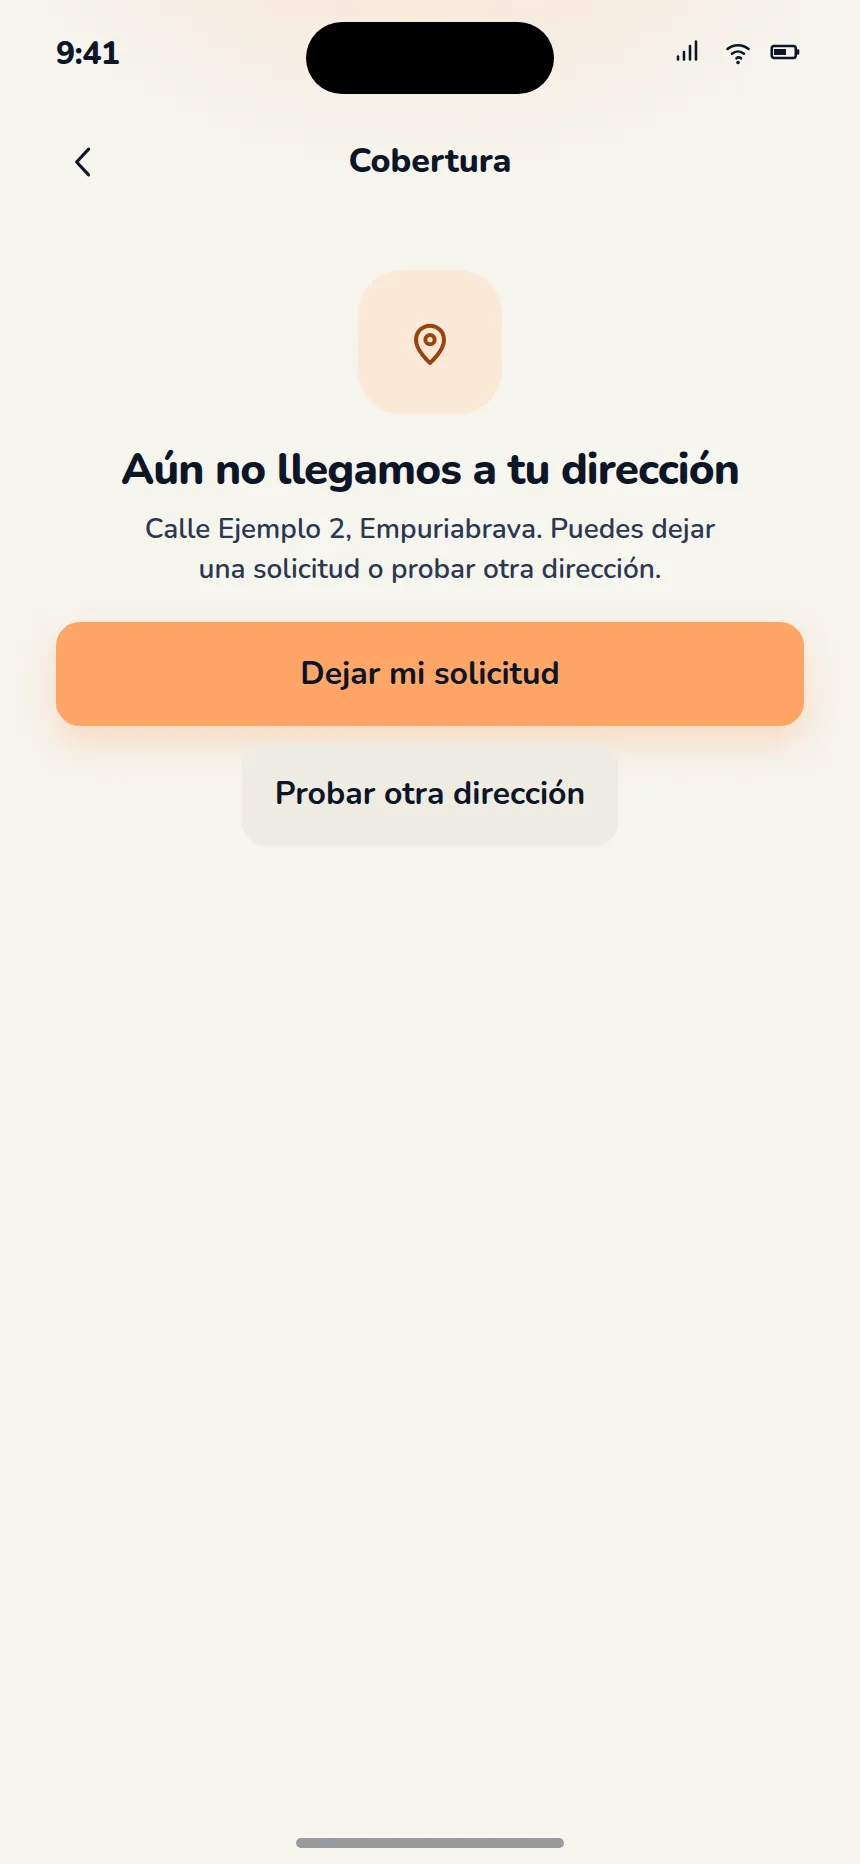 9:41
Cobertura
Aún no llegamos a tu dirección
Calle Ejemplo 2, Empuriabrava. Puedes dejar
una solicitud o probar otra dirección.
Dejar mi solicitud
Probar otra dirección